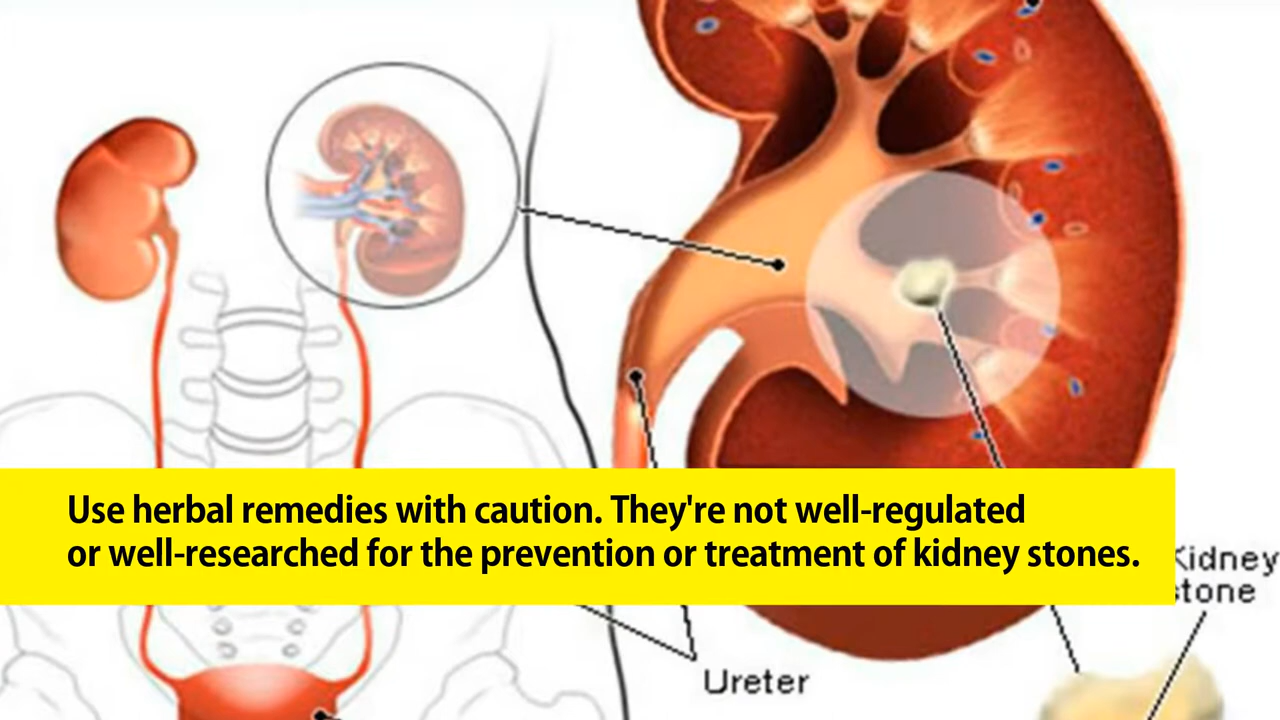 Use herbal remedies with caution. They're not well-regulated
or well-researched for the prevention or treatment of kidney stones.
Kidney
stone
Ureter